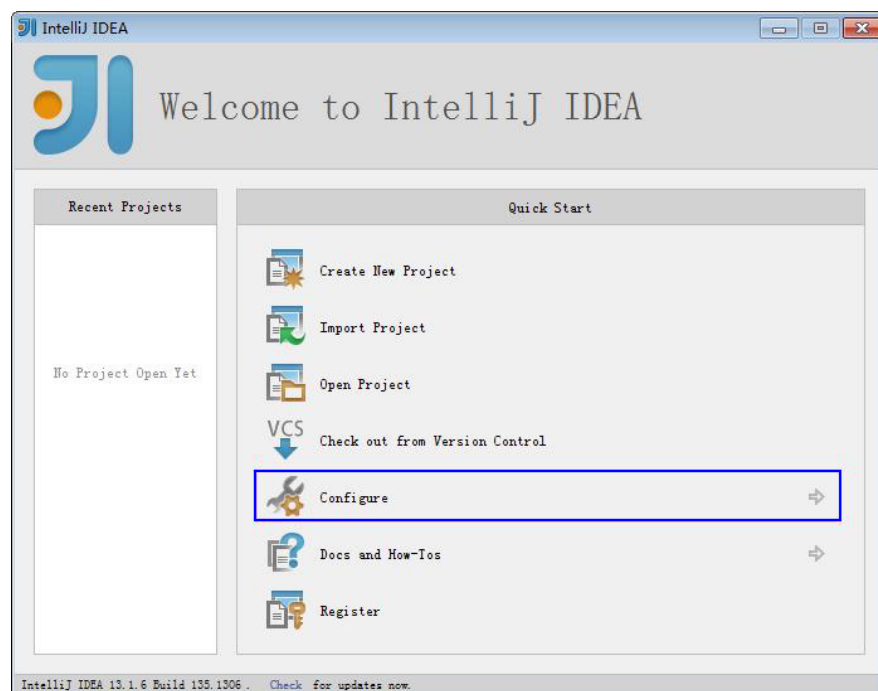 IntelliJ IDEA
Welcome to IntelliJ IDEA
Recent Projects
No Project Open Yet
Quick Start
Create New Project
Import Project
Open Project
VCS
Check out from Version Control
Configure
Docs and How-Tos
Register
IntelliJ IDEA 13.1.6 Build 135.1306 . Check for updates now.